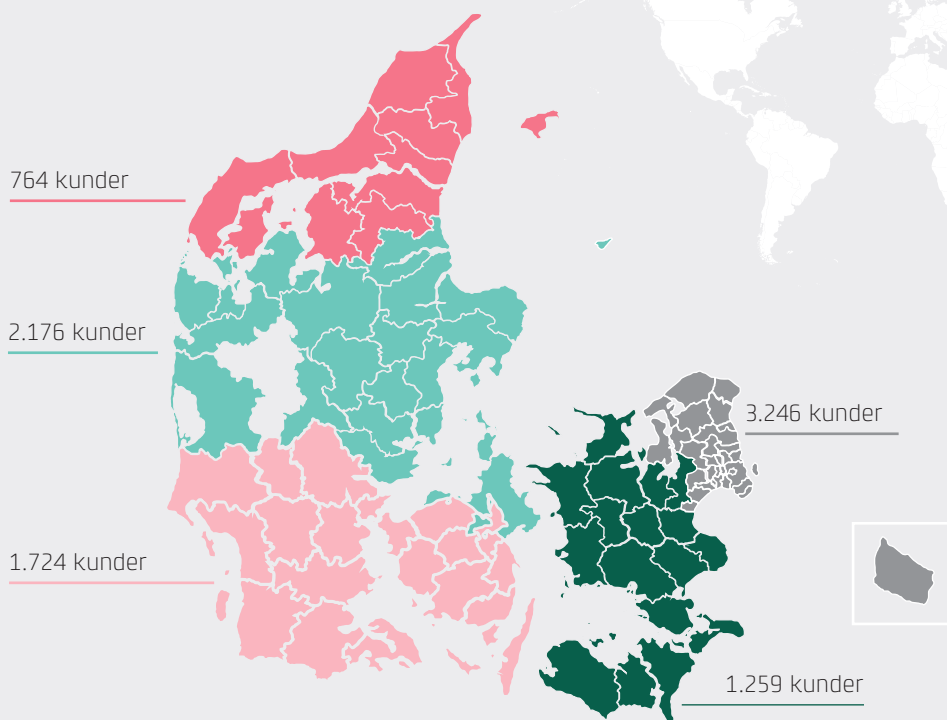 764 kunder
2.176 kunder
3.246 kunder
1.724 kunder
1.259 kunder